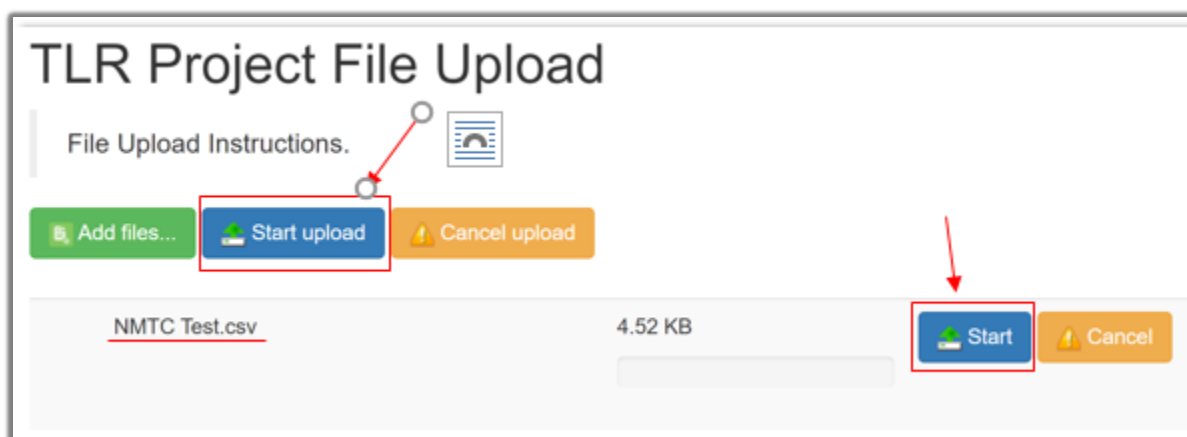 TLR Project File Upload
File Upload Instructions.
Add files... Start upload Cancel upload
NMTC Test.csv 4.52 KB Start Cancel